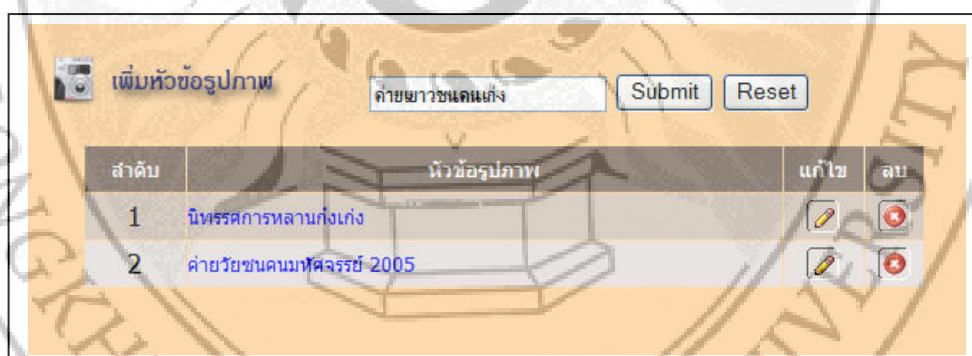 เพิ่มหัวข้อรูปภาพ ค่ายเยาวชนคนเก่ง Submit Reset
ลำดับ หัวข้อรูปภาพ แก้ไข ลบ
1 นิทรรศการหลานกั๋งเก่ง
2 ค่ายวัยชนคนมหัศจรรย์ 2005